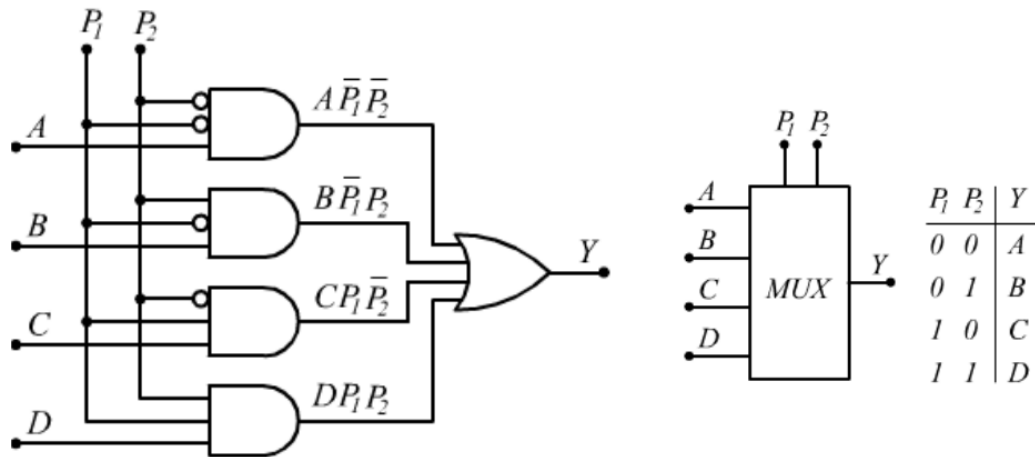 P₁ P₂
A
A P̅₁ P̅₂
B
B P̅₁ P₂
C
C P₁ P̅₂
D
D P₁ P₂
Y
P₁ P₂
A
B
C
D
MUX
Y
P₁ P₂ Y
0 0 A
0 1 B
1 0 C
1 1 D